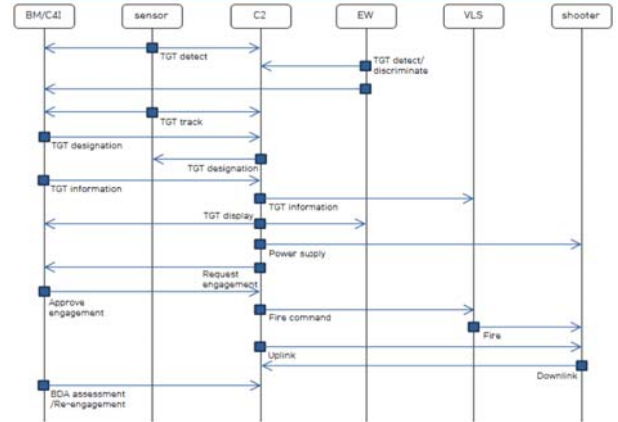 BM/C4I
sensor
C2
EW
VLS
shooter
TGT detect
TGT detect/
discriminate
TGT track
TGT designation
TGT designation
TGT information
TGT information
TGT display
Power supply
Request
engagement
Approve
engagement
Fire command
Fire
Uplink
Downlink
BDA assessment
/Re-engagement